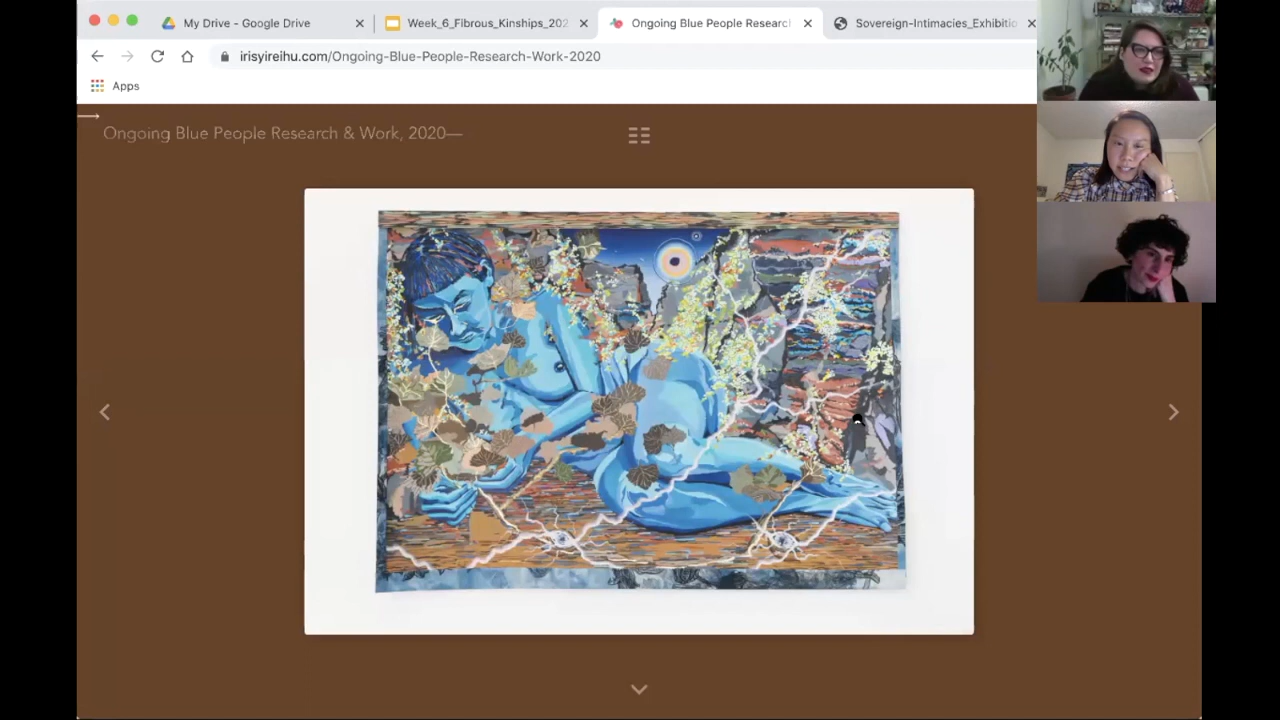 My Drive - Google Drive
Week_6_Fibrous_Kinships_202
Ongoing Blue People Researc
Sovereign-Intimacies_Exhibitio
irisyireihu.com/Ongoing-Blue-People-Research-Work-2020
Apps
Ongoing Blue People Research & Work, 2020—